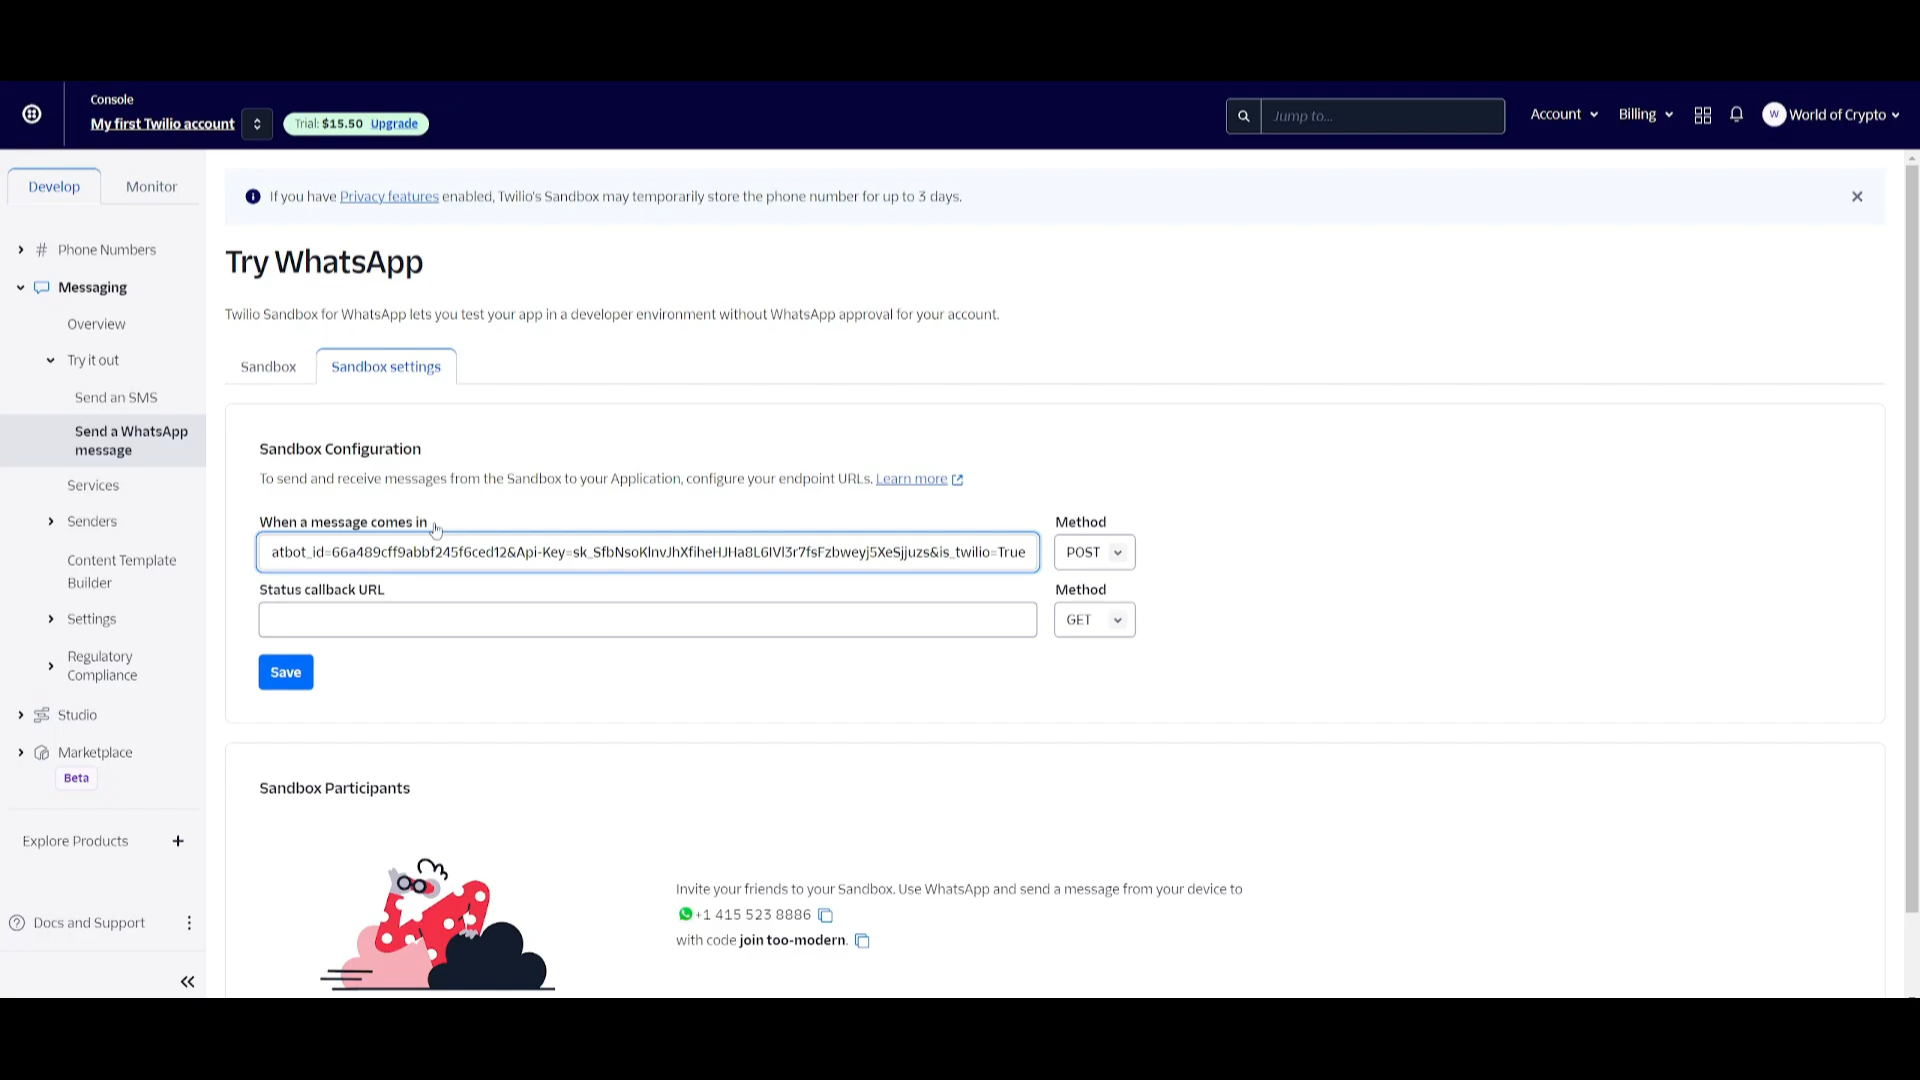 Console
My first Twilio account
Trial: $15.50 Upgrade
Jump to...
Account
Billing
W
World of Crypto
Develop
Monitor
If you have Privacy features enabled, Twilio's Sandbox may temporarily store the phone number for up to 3 days.
# Phone Numbers
Try WhatsApp
Messaging
Overview
Twilio Sandbox for WhatsApp lets you test your app in a developer environment without WhatsApp approval for your account.
Try it out
Sandbox
Sandbox settings
Send an SMS
Send a WhatsApp
message
Sandbox Configuration
To send and receive messages from the Sandbox to your Application, configure your endpoint URLs. Learn more
Services
Senders
When a message comes in
Method
atbot_id=66a489cff9abbf245f6ced12&Api-Key=sk_SfbNsoKlnvJhXfiheHJHa8L6IVl3r7fsFzbweyj5XeSjjuzs&is_twilio=True
POST
Content Template
Builder
Status callback URL
Method
Settings
GET
Regulatory
Compliance
Save
Studio
Marketplace
Beta
Sandbox Participants
Explore Products
Invite your friends to your Sandbox. Use WhatsApp and send a message from your device to
+1 415 523 8886
with code join too-modern.
Docs and Support